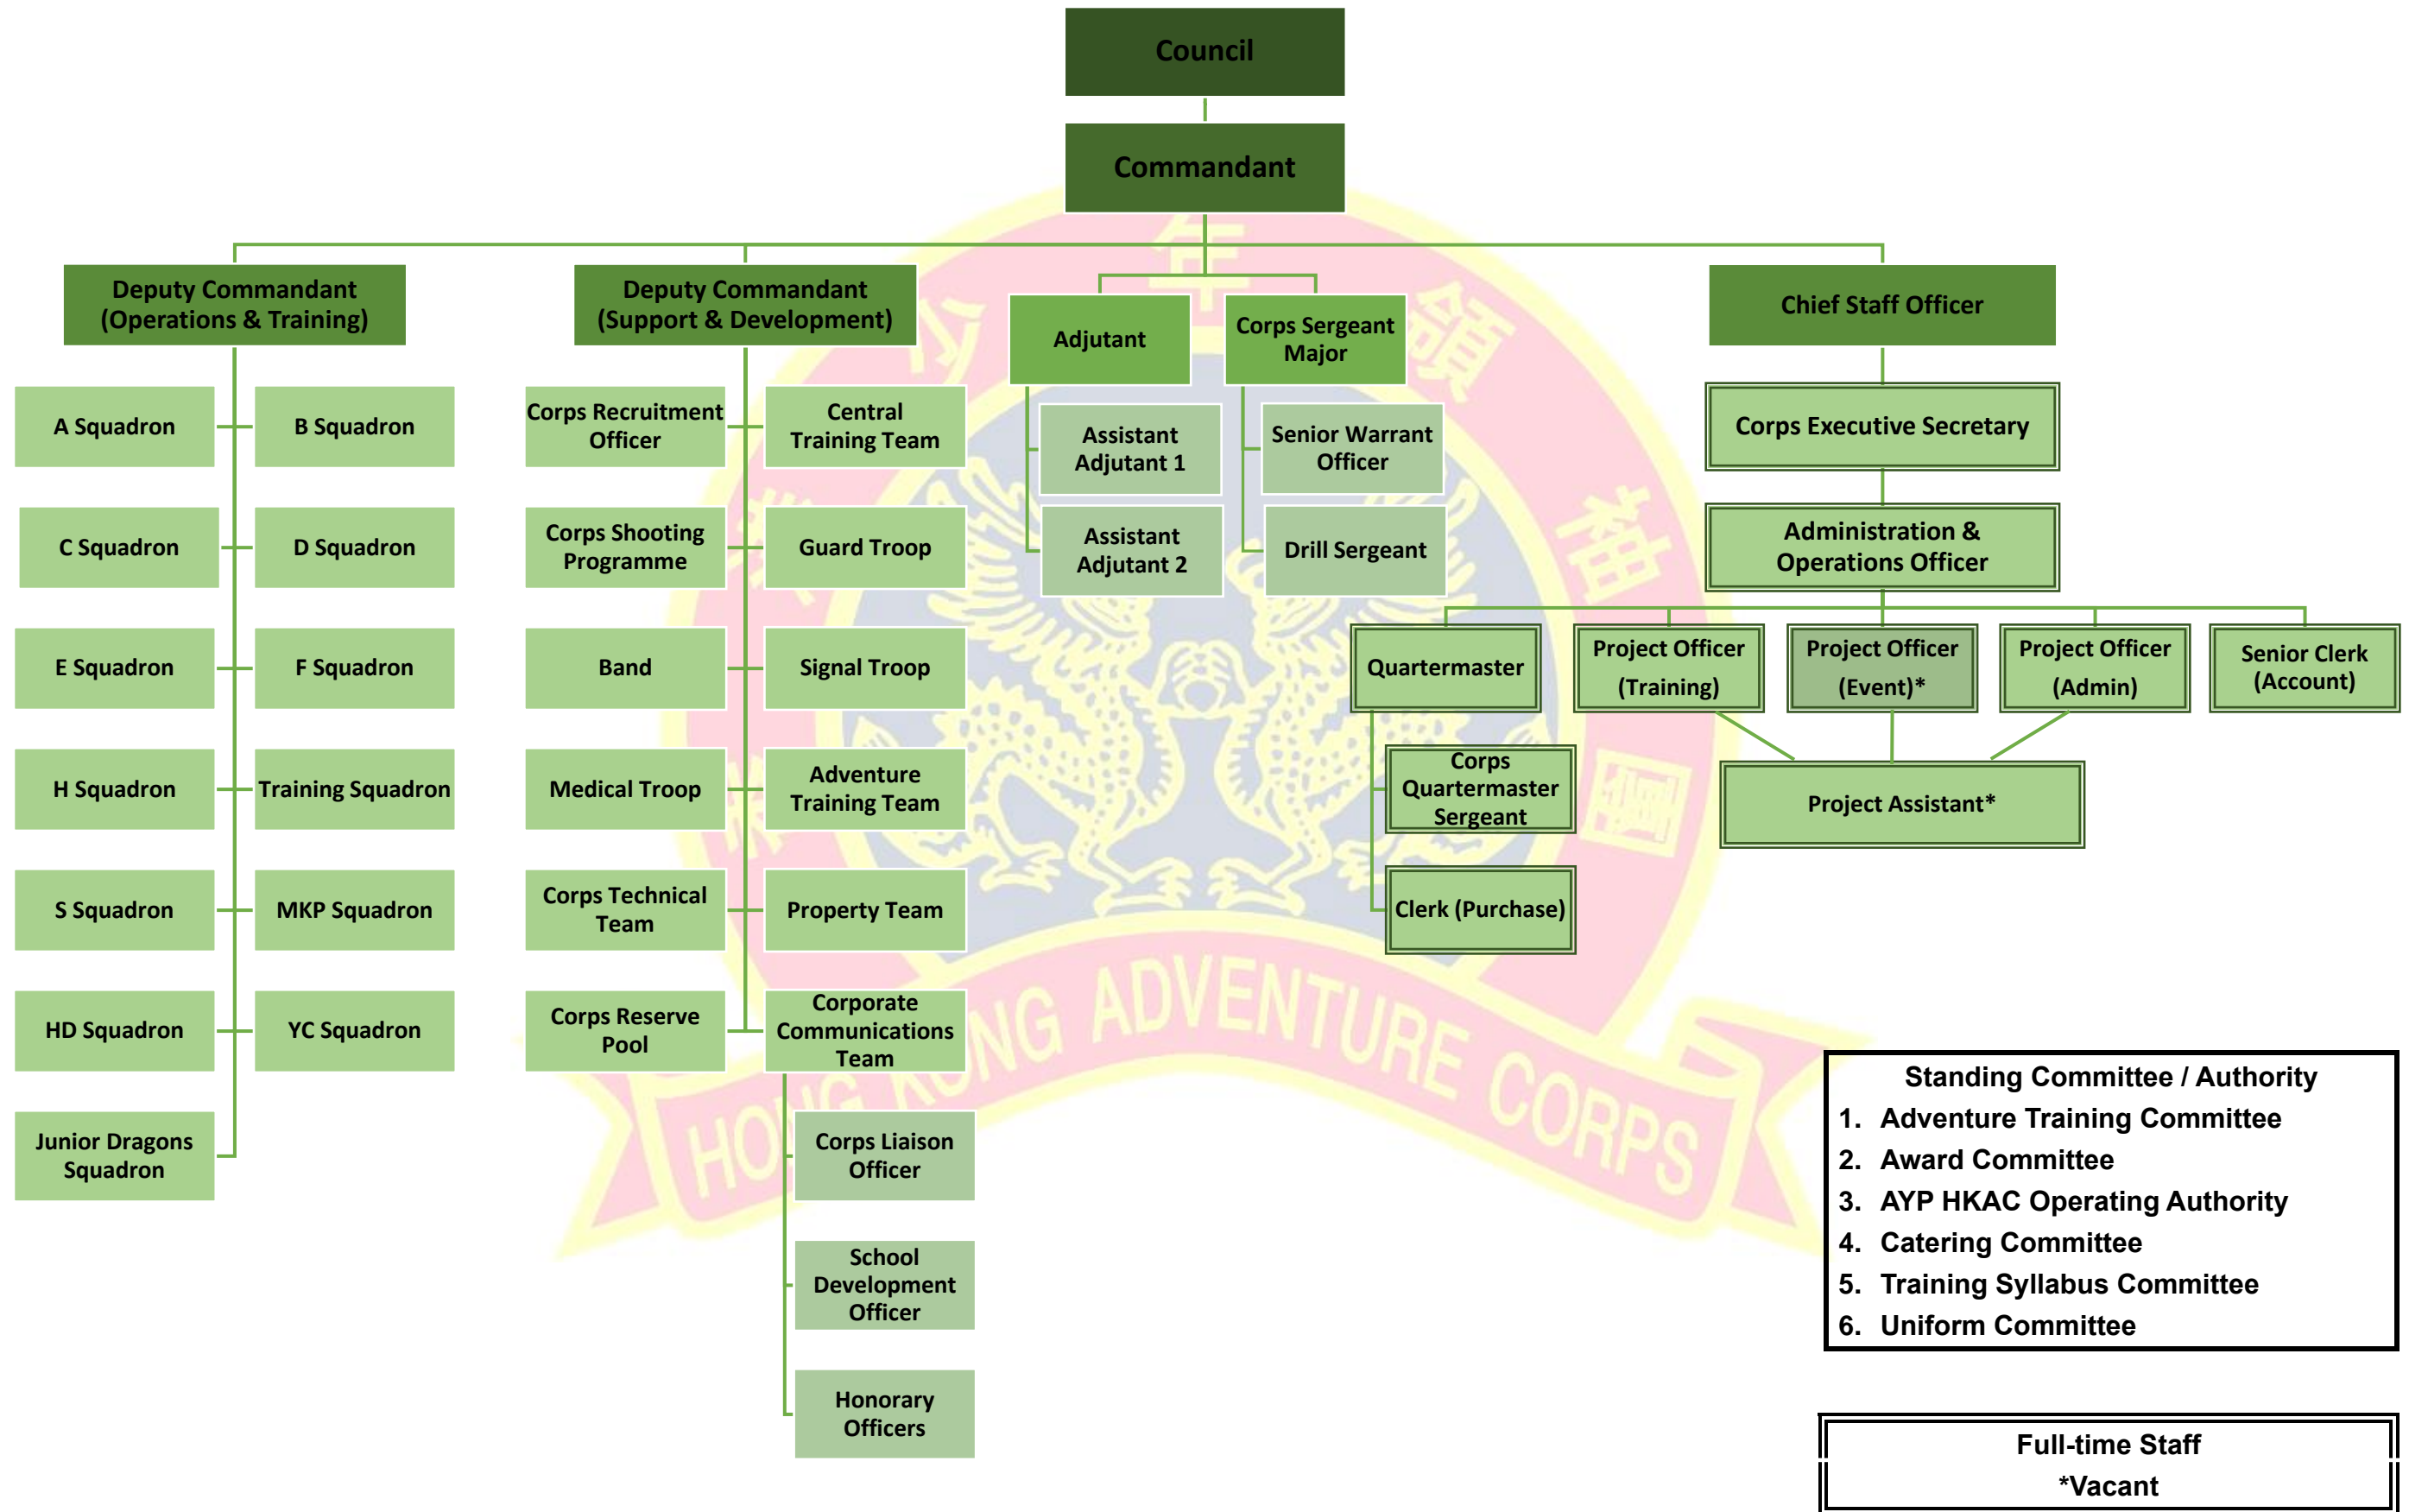 Council
Commandant
Deputy Commandant
(Operations & Training)
Deputy Commandant
(Support & Development)
Adjutant
Corps Sergeant
Major
Chief Staff Officer
A Squadron
B Squadron
C Squadron
D Squadron
E Squadron
F Squadron
H Squadron
Training Squadron
S Squadron
MKP Squadron
HD Squadron
YC Squadron
Junior Dragons
Squadron
Corps Recruitment
Officer
Central
Training Team
Corps Shooting
Programme
Guard Troop
Band
Signal Troop
Medical Troop
Adventure
Training Team
Corps Technical
Team
Property Team
Corps Reserve
Pool
Corporate
Communications
Team
Corps Liaison
Officer
School
Development
Officer
Honorary
Officers
Assistant
Adjutant 1
Assistant
Adjutant 2
Senior Warrant
Officer
Drill Sergeant
Corps Executive Secretary
Administration &
Operations Officer
Quartermaster
Project Officer
(Training)
Project Officer
(Event)*
Project Officer
(Admin)
Senior Clerk
(Account)
Corps
Quartermaster
Sergeant
Clerk (Purchase)
Project Assistant*
少年領袖團
HONG KONG ADVENTURE CORPS
Standing Committee / Authority
1. Adventure Training Committee
2. Award Committee
3. AYP HKAC Operating Authority
4. Catering Committee
5. Training Syllabus Committee
6. Uniform Committee
Full-time Staff
*Vacant